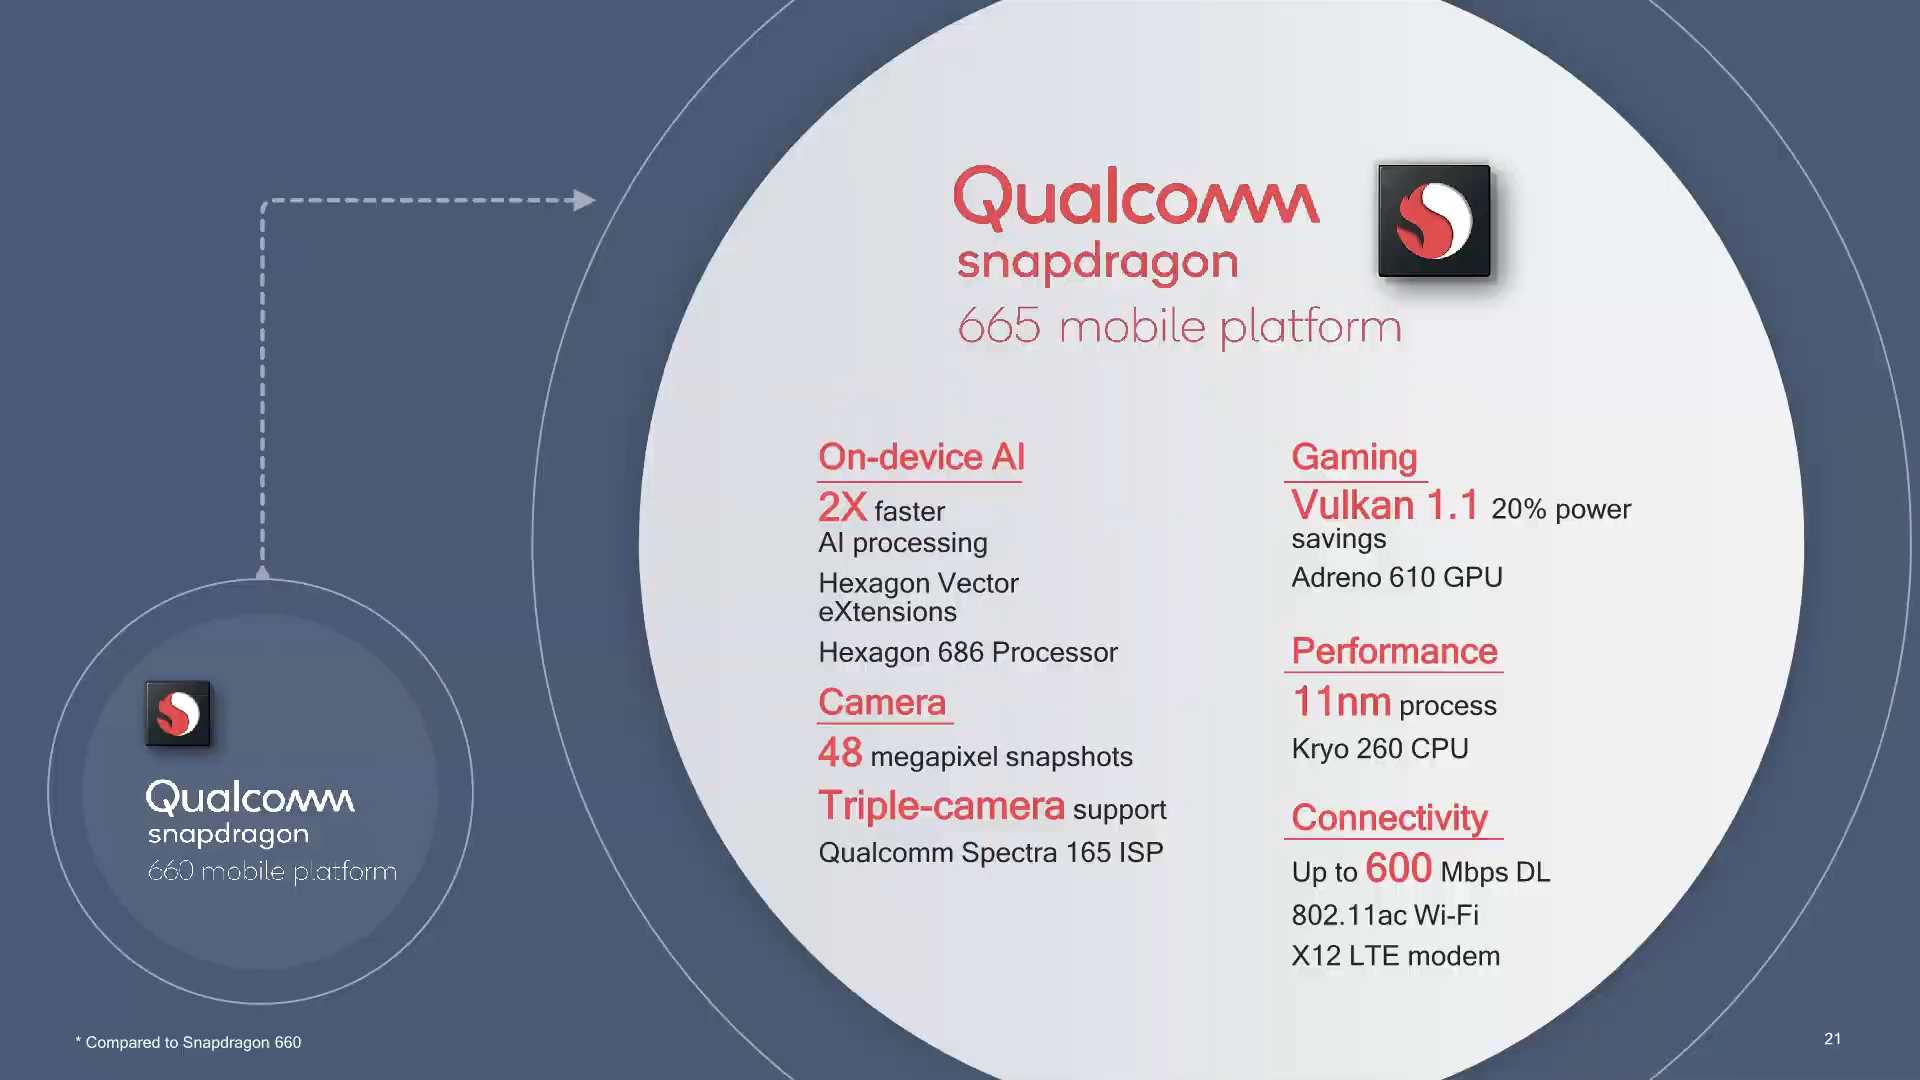 Qualcomm
snapdragon
665 mobile platform
On-device AI
2X faster
AI processing
Hexagon Vector
eXtensions
Hexagon 686 Processor
Camera
48 megapixel snapshots
Triple-camera support
Qualcomm Spectra 165 ISP
Gaming
Vulkan 1.1 20% power
savings
Adreno 610 GPU
Performance
11nm process
Kryo 260 CPU
Connectivity
Up to 600 Mbps DL
802.11ac Wi-Fi
X12 LTE modem
Qualcomm
snapdragon
660 mobile platform
* Compared to Snapdragon 660
21